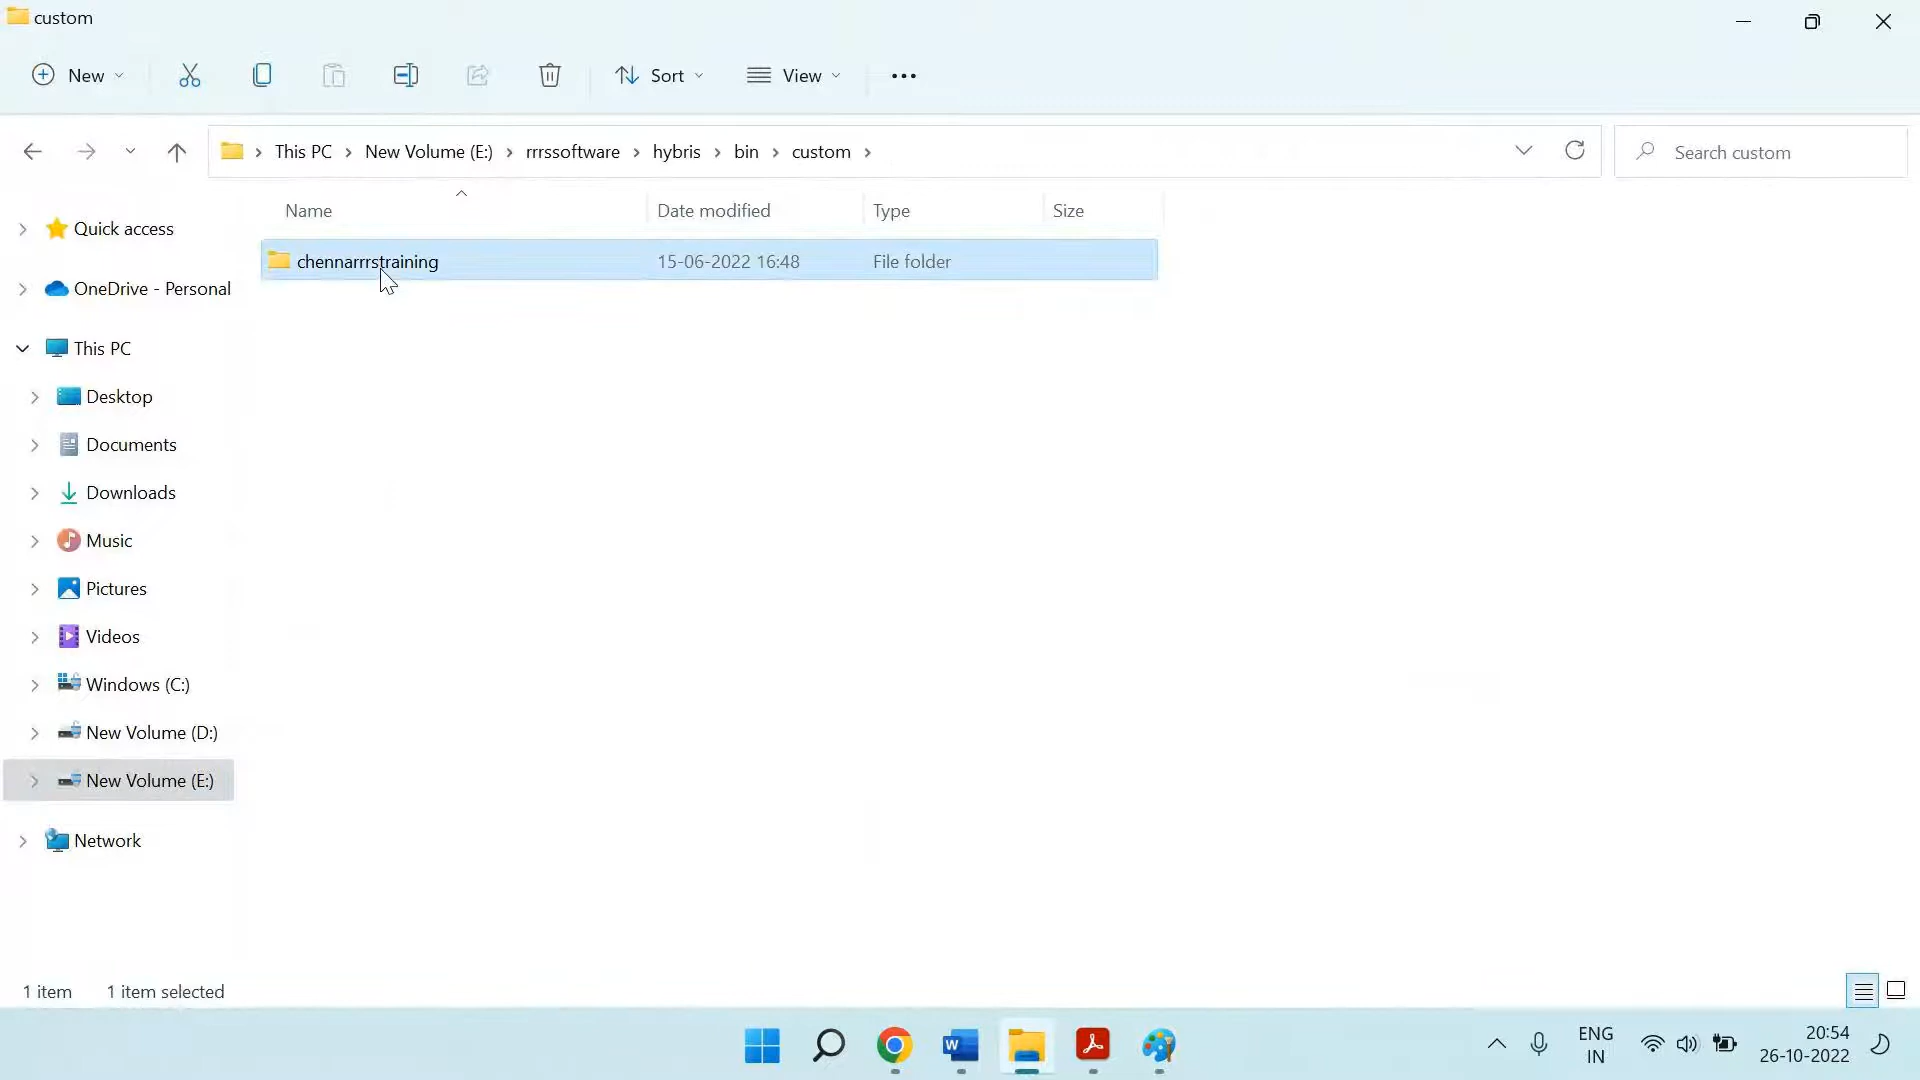 custom
New
Sort
View
This PC
New Volume (E:)
rrrssoftware
hybris
bin
custom
Search custom
Name
Date modified
Type
Size
chennarrrstraining
15-06-2022 16:48
File folder
Quick access
OneDrive - Personal
This PC
Desktop
Documents
Downloads
Music
Pictures
Videos
Windows (C:)
New Volume (D:)
New Volume (E:)
Network
1 item
1 item selected
W
ENG
IN
20:54
26-10-2022